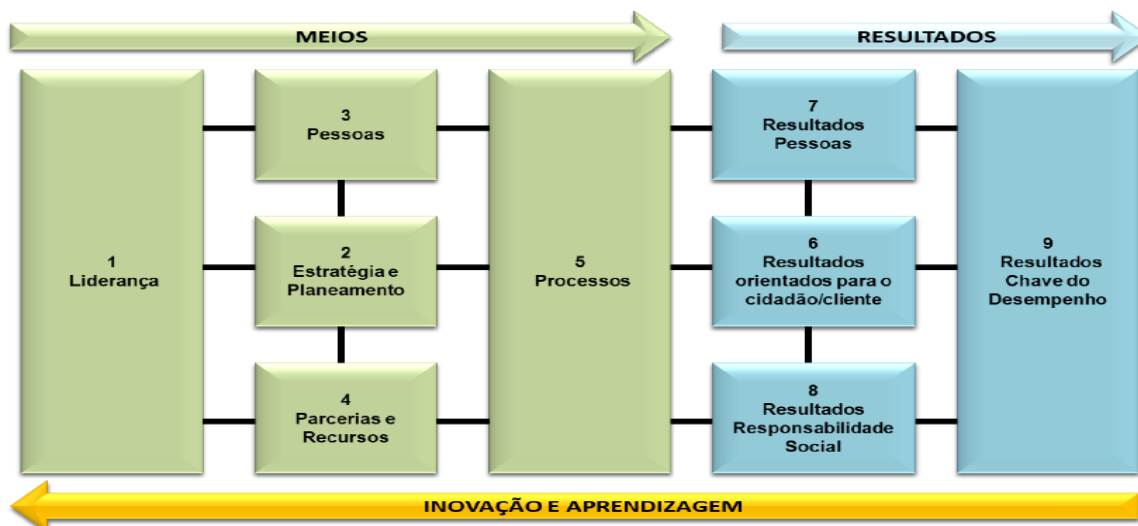 MEIOS
RESULTADOS
1
Liderança
3
Pessoas
2
Estratégia e
Planeamento
4
Parcerias e
Recursos
5
Processos
7
Resultados
Pessoas
6
Resultados
orientados para o
cidadão/cliente
8
Resultados
Responsabilidade
Social
9
Resultados
Chave do
Desempenho
INOVAÇÃO E APRENDIZAGEM